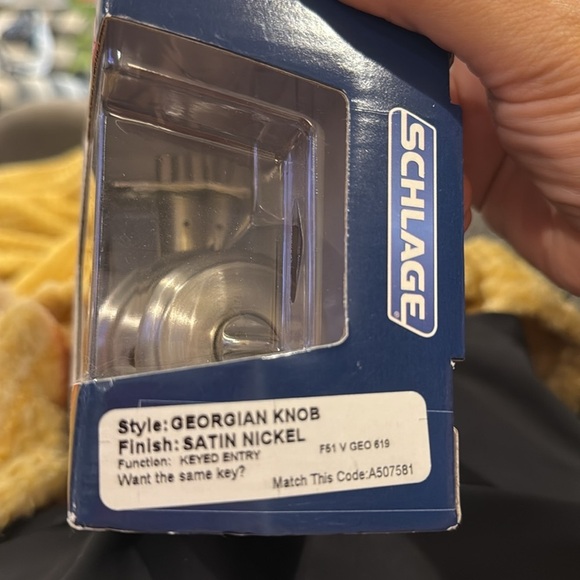 SCHLAGE
Style: GEORGIAN KNOB
Finish: SATIN NICKEL
Function: KEYED ENTRY
F51 V GEO 619
Want the same key?
Match This Code:A507581